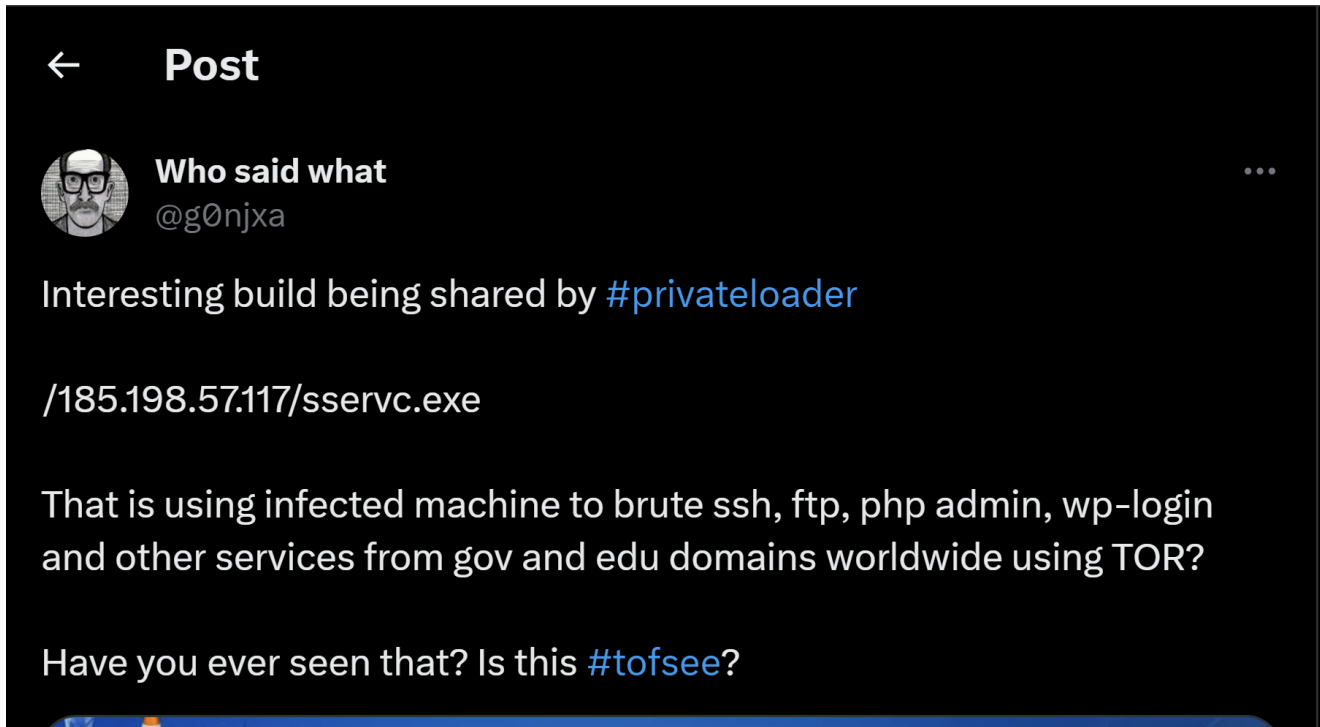 Post
Who said what
@g0njxa
Interesting build being shared by #privateloader
/185.198.57.117/sservc.exe
That is using infected machine to brute ssh, ftp, php admin, wp-login
and other services from gov and edu domains worldwide using TOR?
Have you ever seen that? Is this #tofsee?